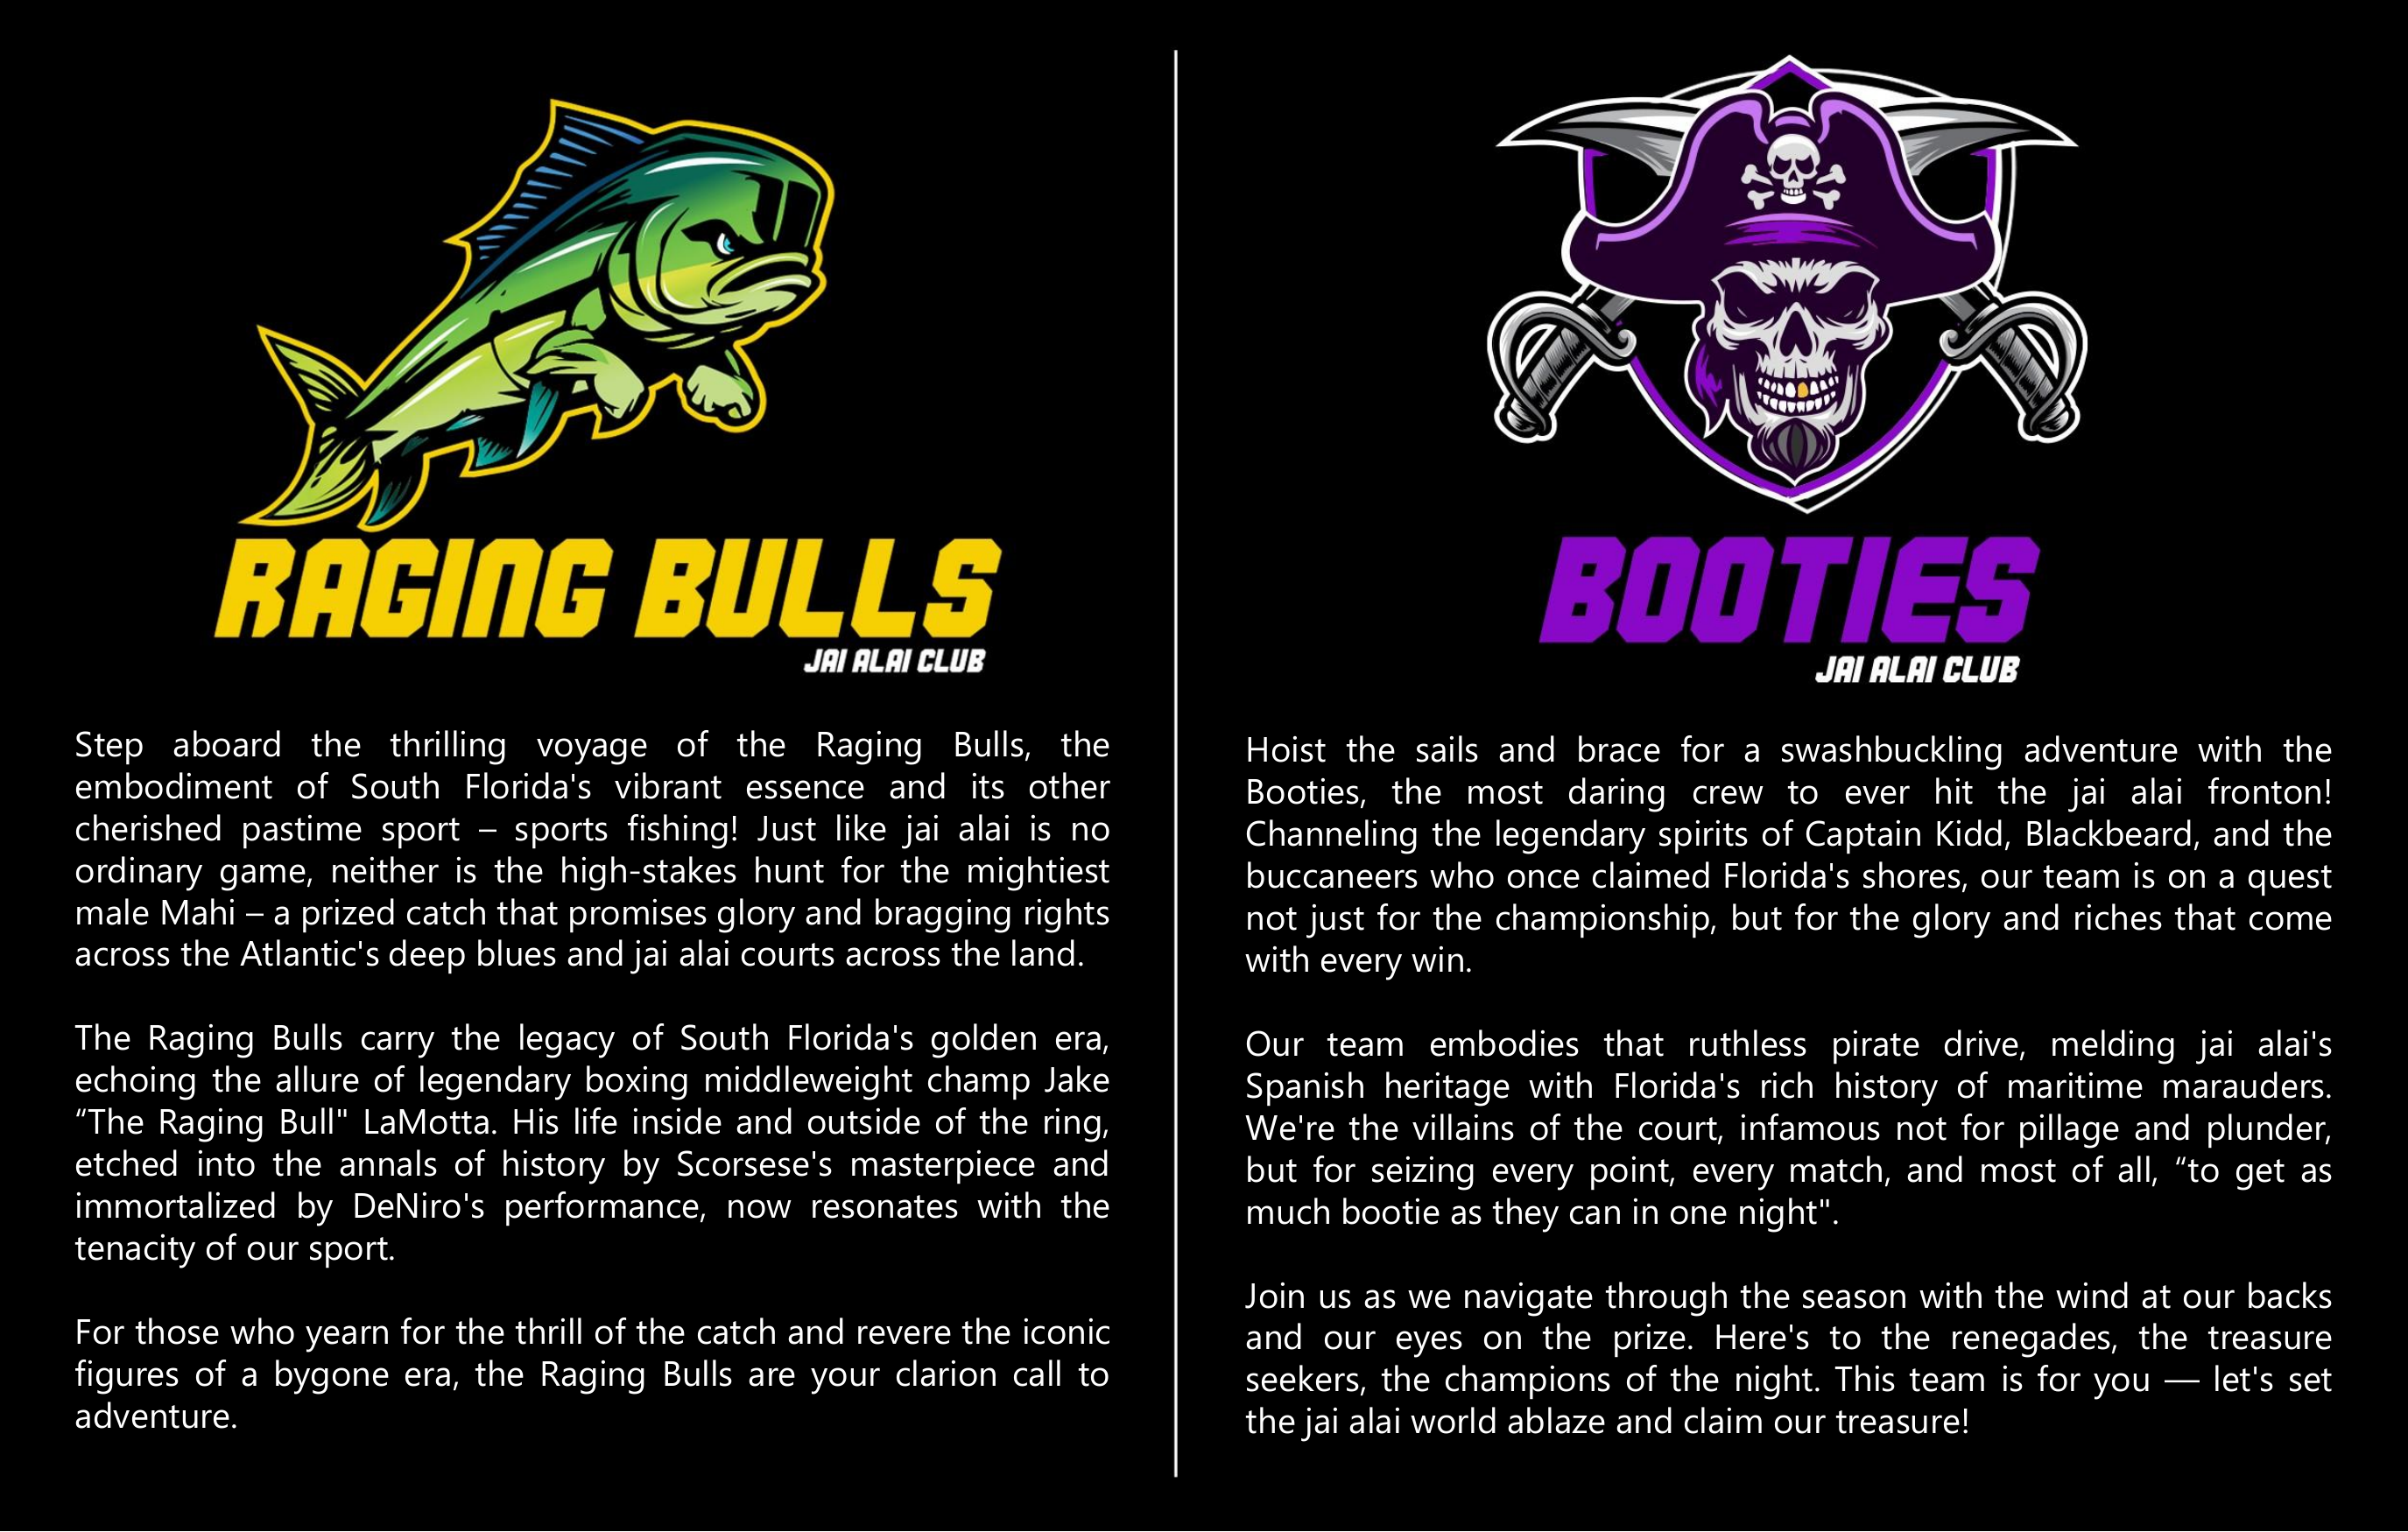 RAGING BULLS
JAI ALAI CLUB
Step aboard the thrilling voyage of the Raging Bulls, the
embodiment of South Florida's vibrant essence and its other
cherished pastime sport – sports fishing! Just like jai alai is no
ordinary game, neither is the high-stakes hunt for the mightiest
male Mahi – a prized catch that promises glory and bragging rights
across the Atlantic's deep blues and jai alai courts across the land.
The Raging Bulls carry the legacy of South Florida's golden era,
echoing the allure of legendary boxing middleweight champ Jake
“The Raging Bull" LaMotta. His life inside and outside of the ring,
etched into the annals of history by Scorsese's masterpiece and
immortalized by DeNiro's performance, now resonates with the
tenacity of our sport.
For those who yearn for the thrill of the catch and revere the iconic
figures of a bygone era, the Raging Bulls are your clarion call to
adventure.
BOOTIES
JAI ALAI CLUB
Hoist the sails and brace for a swashbuckling adventure with the
Booties, the most daring crew to ever hit the jai alai fronton!
Channeling the legendary spirits of Captain Kidd, Blackbeard, and the
buccaneers who once claimed Florida's shores, our team is on a quest
not just for the championship, but for the glory and riches that come
with every win.
Our team embodies that ruthless pirate drive, melding jai alai's
Spanish heritage with Florida's rich history of maritime marauders.
We're the villains of the court, infamous not for pillage and plunder,
but for seizing every point, every match, and most of all, “to get as
much bootie as they can in one night".
Join us as we navigate through the season with the wind at our backs
and our eyes on the prize. Here's to the renegades, the treasure
seekers, the champions of the night. This team is for you — let's set
the jai alai world ablaze and claim our treasure!